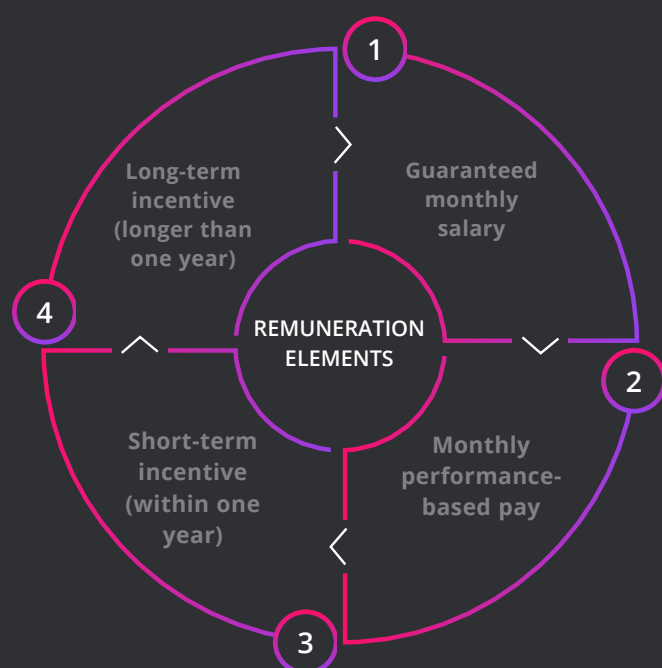 1
Guaranteed
monthly
salary
2
Monthly
performance-
based pay
3
Short-term
incentive
(within one
year)
4
Long-term
incentive
(longer than
one year)
REMUNERATION
ELEMENTS